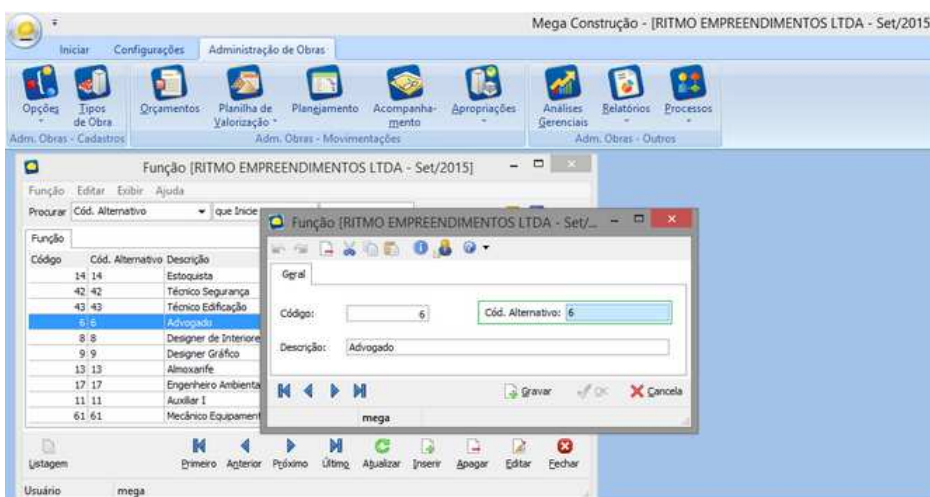 Mega Construção - [RITMO EMPREENDIMENTOS LTDA - Set/2015
Iniciar Configurações Administração de Obras
Opções Tipos de Obra Orçamentos Planilha de Valorização Planejamento Acompanha-mento Apropriações Análises Gerenciais Relatórios Processos
Adm. Obras - Cadastros Adm. Obras - Movimentações Adm. Obras - Outros
Função [RITMO EMPREENDIMENTOS LTDA - Set/2015]
Função Editar Exibir Ajuda
Procurar Cód. Alternativo que Inicie
Função
Código Cód. Alternativo Descrição
14 14 Estoquista
42 42 Técnico Segurança
43 43 Técnico Edificação
6 6 Advogado
8 8 Designer de Interiore
9 9 Designer Gráfico
13 13 Almoxarife
17 17 Engenheiro Ambienta
11 11 Auxiliar I
61 61 Mecânico Equipament
Listagem Primeiro Anterior Próximo Último Atualizar Inserir Apagar Editar Fechar
Usuário mega
Função [RITMO EMPREENDIMENTOS LTDA - Set/...
Geral
Código: 6 Cód. Alternativo: 6
Descrição: Advogado
Gravar OK Cancela
mega